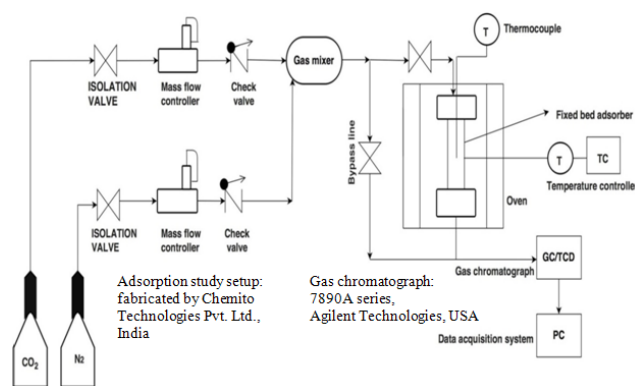 T
Thermocouple
Gas mixer
ISOLATION
VALVE
Mass flow
controller
Check
valve
Bypass line
Fixed bed adsorber
T
TC
Temperature controlle
Oven
ISOLATION
VALVE
Mass flow
controller
Check
valve
Adsorption study setup:
fabricated by Chemito
Technologies Pvt. Ltd.,
India
Gas chromatograph:
7890A series,
Agilent Technologies, USA
Gas chromatograph
GC/TCD
Data acquisition system
PC
CO2
N2